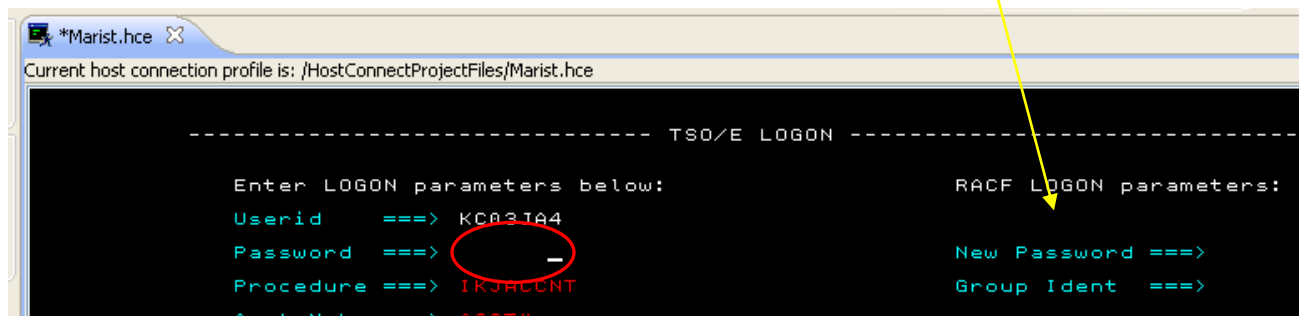 *Marist.hce
Current host connection profile is: /HostConnectProjectFiles/Marist.hce
------------------------------- TSO/E LOGON ------------------------------
Enter LOGON parameters below: RACF LOGON parameters:
Userid ===> KC03JA4
Password ===> _ New Password ===>
Procedure ===> IKJACCNT Group Ident ===>